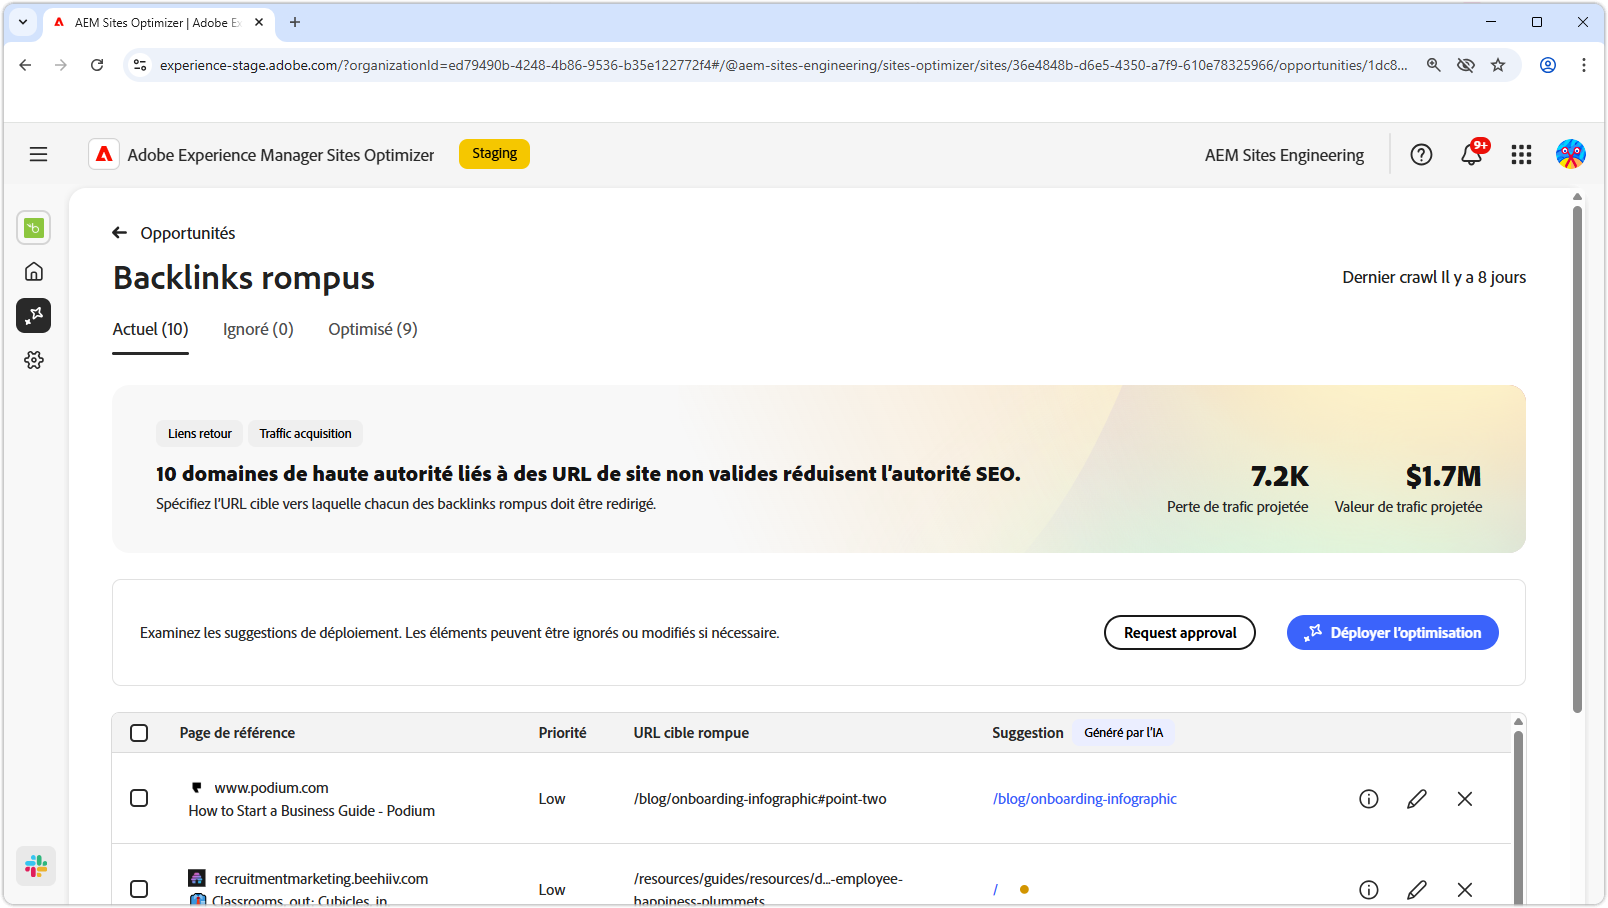 AEM Sites Optimizer | Adobe Ex
experience-stage.adobe.com/?organizationId=ed79490b-4248-4b86-9536-b35e122772f4#/@aem-sites-engineering/sites-optimizer/sites/36e4848b-d6e5-4350-a7f9-610e78325966/opportunities/1dc8...
Adobe Experience Manager Sites Optimizer
Staging
AEM Sites Engineering
9+
Opportunités
Backlinks rompus
Dernier crawl Il y a 8 jours
Actuel (10)
Ignoré (0)
Optimisé (9)
Liens retour
Traffic acquisition
10 domaines de haute autorité liés à des URL de site non valides réduisent l'autorité SEO.
Spécifiez l'URL cible vers laquelle chacun des backlinks rompus doit être redirigé.
7.2K
Perte de trafic projetée
$1.7M
Valeur de trafic projetée
Examinez les suggestions de déploiement. Les éléments peuvent être ignorés ou modifiés si nécessaire.
Request approval
Déployer l'optimisation
Page de référence
Priorité
URL cible rompue
Suggestion
Généré par l'IA
www.podium.com
How to Start a Business Guide - Podium
Low
/blog/onboarding-infographic#point-two
/blog/onboarding-infographic
recruitmentmarketing.beehiiv.com
Classrooms, out; Cubicles, in
Low
/resources/guides/resources/d...-employee-
happiness-plummets
/